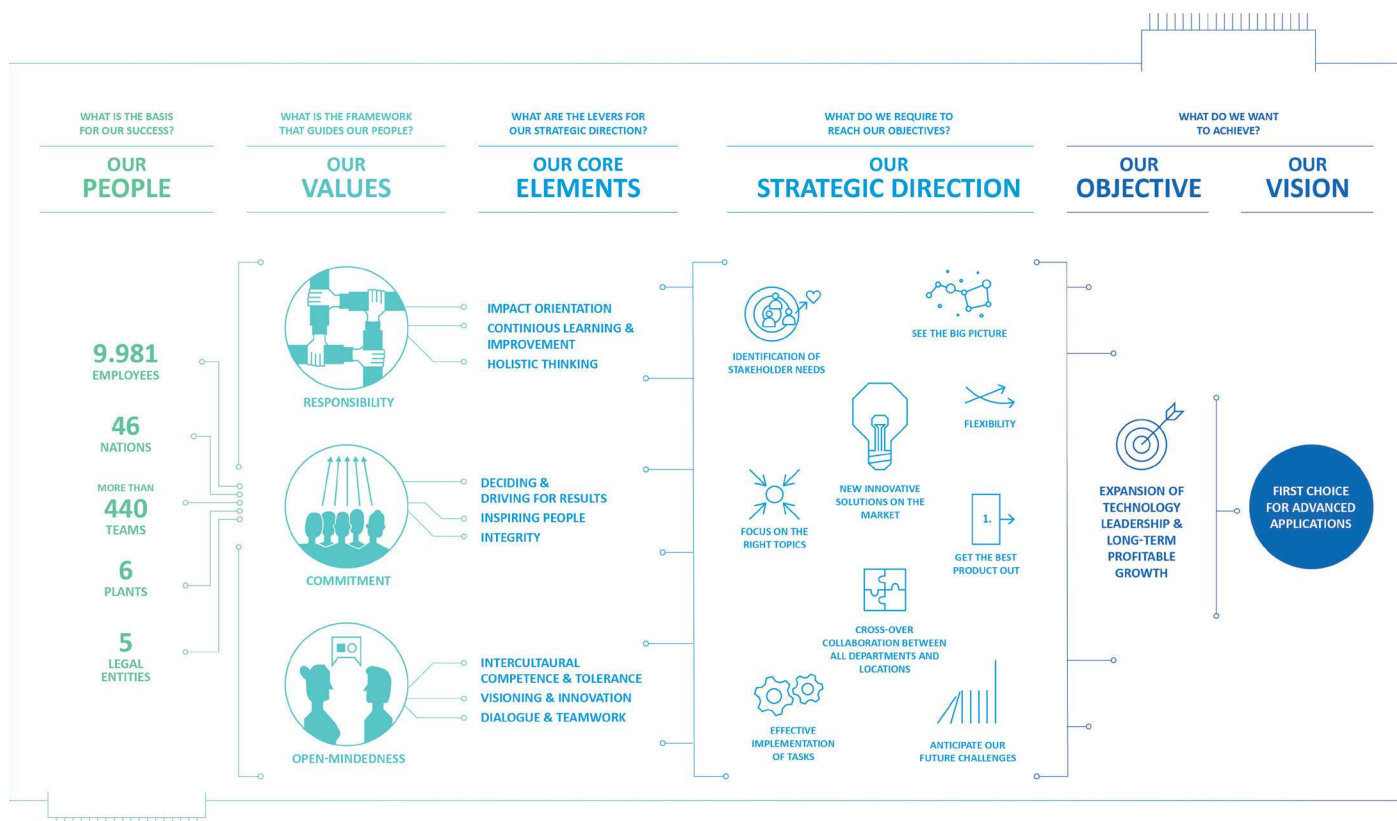 WHAT IS THE BASIS
FOR OUR SUCCESS?
OUR
PEOPLE
9.981
EMPLOYEES
46
NATIONS
MORE THAN
440
TEAMS
6
PLANTS
5
LEGAL
ENTITIES
WHAT IS THE FRAMEWORK
THAT GUIDES OUR PEOPLE?
OUR
VALUES
RESPONSIBILITY
COMMITMENT
OPEN-MINDEDNESS
WHAT ARE THE LEVERS FOR
OUR STRATEGIC DIRECTION?
OUR CORE
ELEMENTS
IMPACT ORIENTATION
CONTINIOUS LEARNING &
IMPROVEMENT
HOLISTIC THINKING
DECIDING &
DRIVING FOR RESULTS
INSPIRING PEOPLE
INTEGRITY
INTERCULTAURAL
COMPETENCE & TOLERANCE
VISIONING & INNOVATION
DIALOGUE & TEAMWORK
WHAT DO WE REQUIRE TO
REACH OUR OBJECTIVES?
OUR
STRATEGIC DIRECTION
IDENTIFICATION OF
STAKEHOLDER NEEDS
SEE THE BIG PICTURE
FLEXIBILITY
NEW INNOVATIVE
SOLUTIONS ON THE
MARKET
FOCUS ON THE
RIGHT TOPICS
1.
GET THE BEST
PRODUCT OUT
CROSS-OVER
COLLABORATION BETWEEN
ALL DEPARTMENTS AND
LOCATIONS
EFFECTIVE
IMPLEMENTATION
OF TASKS
ANTICIPATE OUR
FUTURE CHALLENGES
WHAT DO WE WANT
TO ACHIEVE?
OUR
OBJECTIVE
EXPANSION OF
TECHNOLOGY
LEADERSHIP &
LONG-TERM
PROFITABLE
GROWTH
OUR
VISION
FIRST CHOICE
FOR ADVANCED
APPLICATIONS